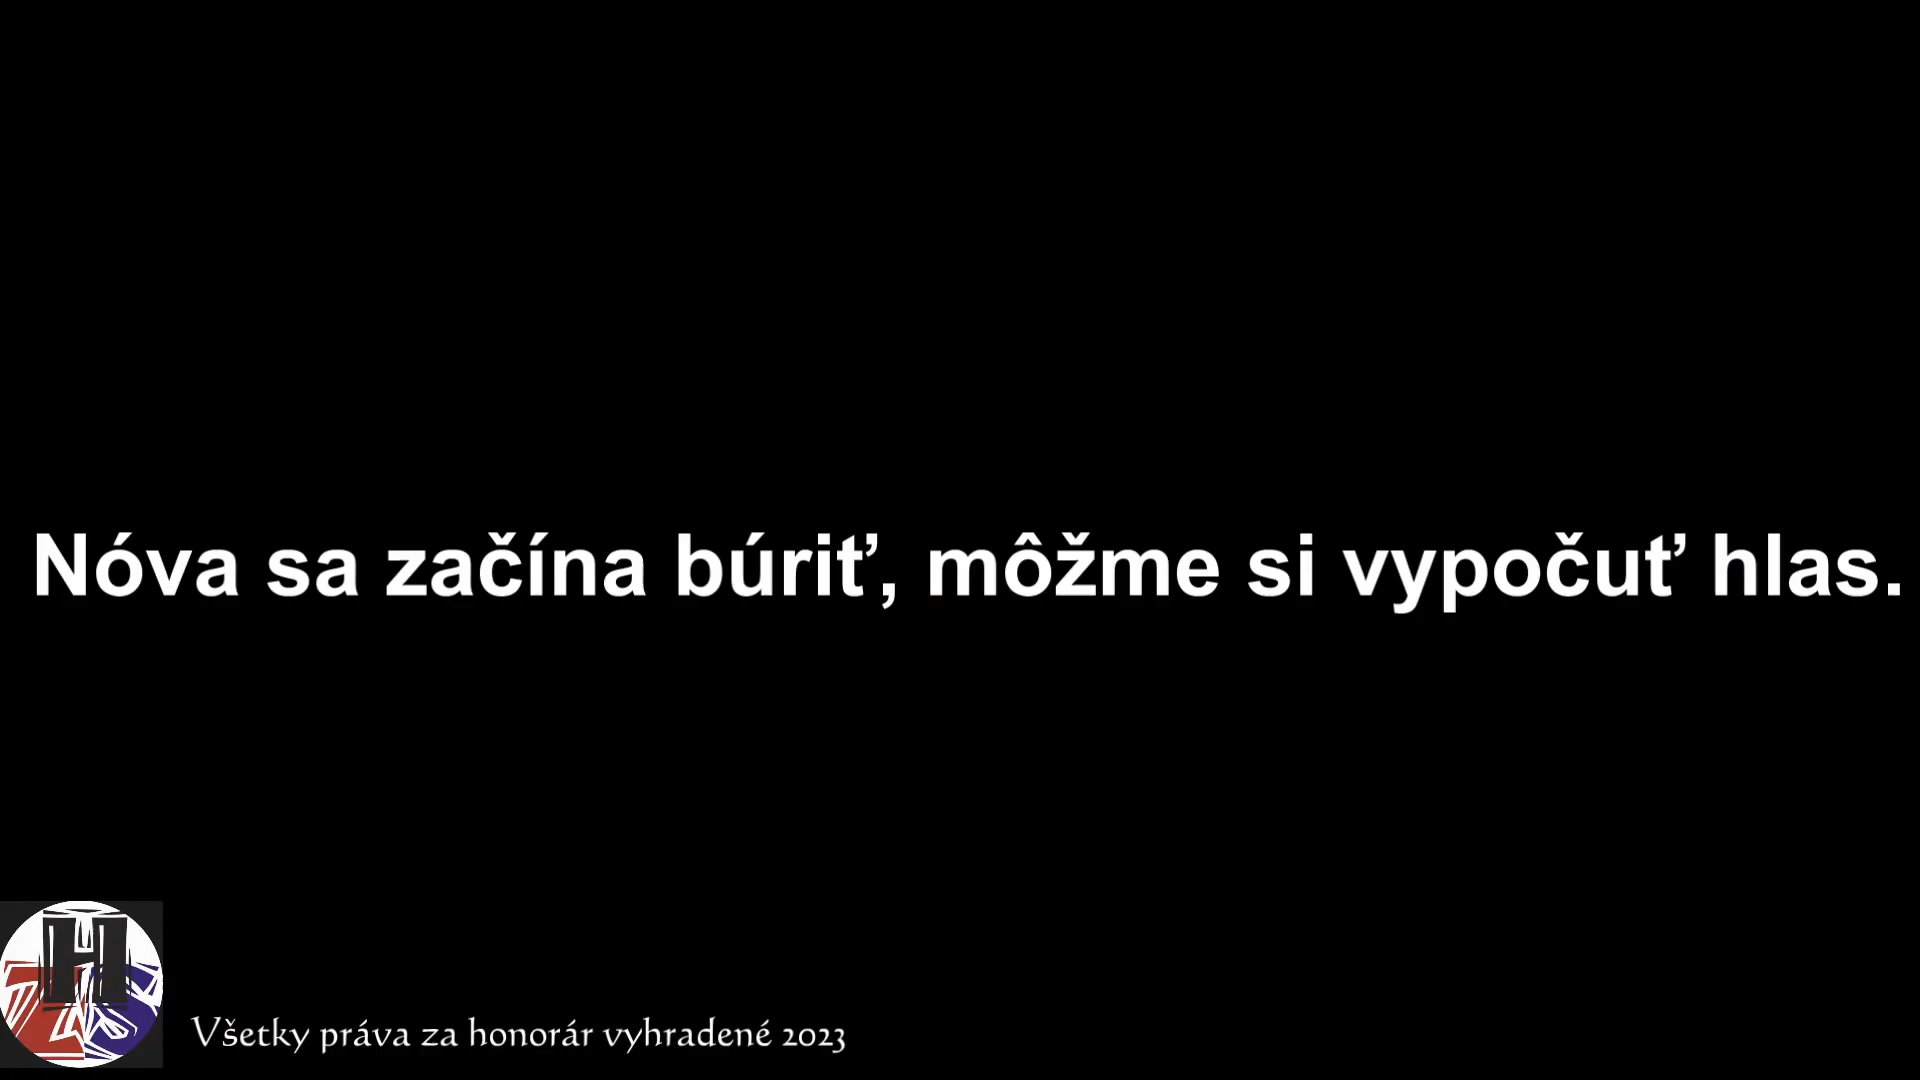 Nóva sa začína búriť, môžme si vypočuť hlas.
H
Všetky práva za honorár vyhradené 2023